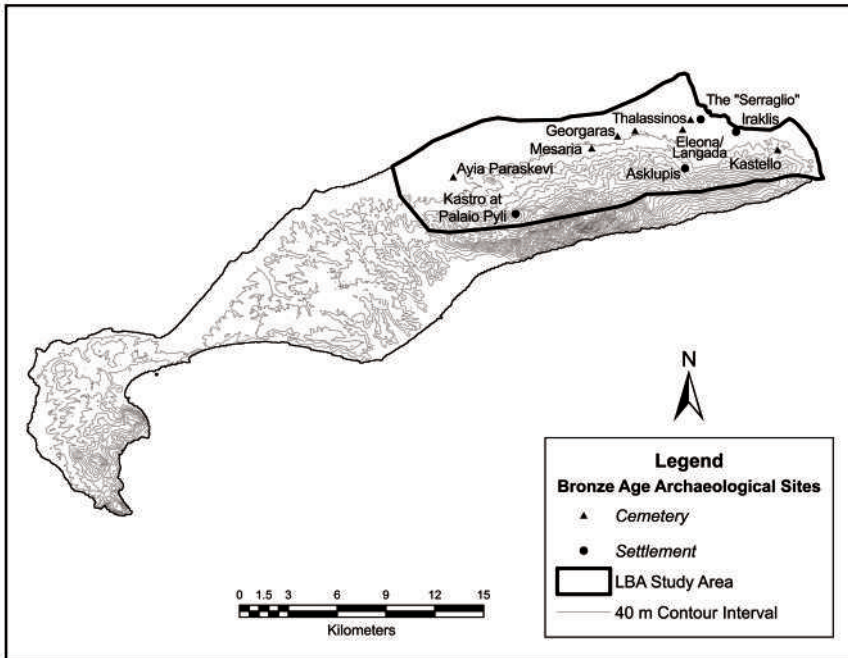 The "Serraglio"
Thalassinos
Iraklis
Georgaras
Mesaria
Eleona/
Langada
Kastello
Ayia Paraskevi
Asklupis
Kastro at
Palaio Pyli
N
Legend
Bronze Age Archaeological Sites
Cemetery
Settlement
LBA Study Area
40 m Contour Interval
0 1.5 3 6 9 12 15
Kilometers